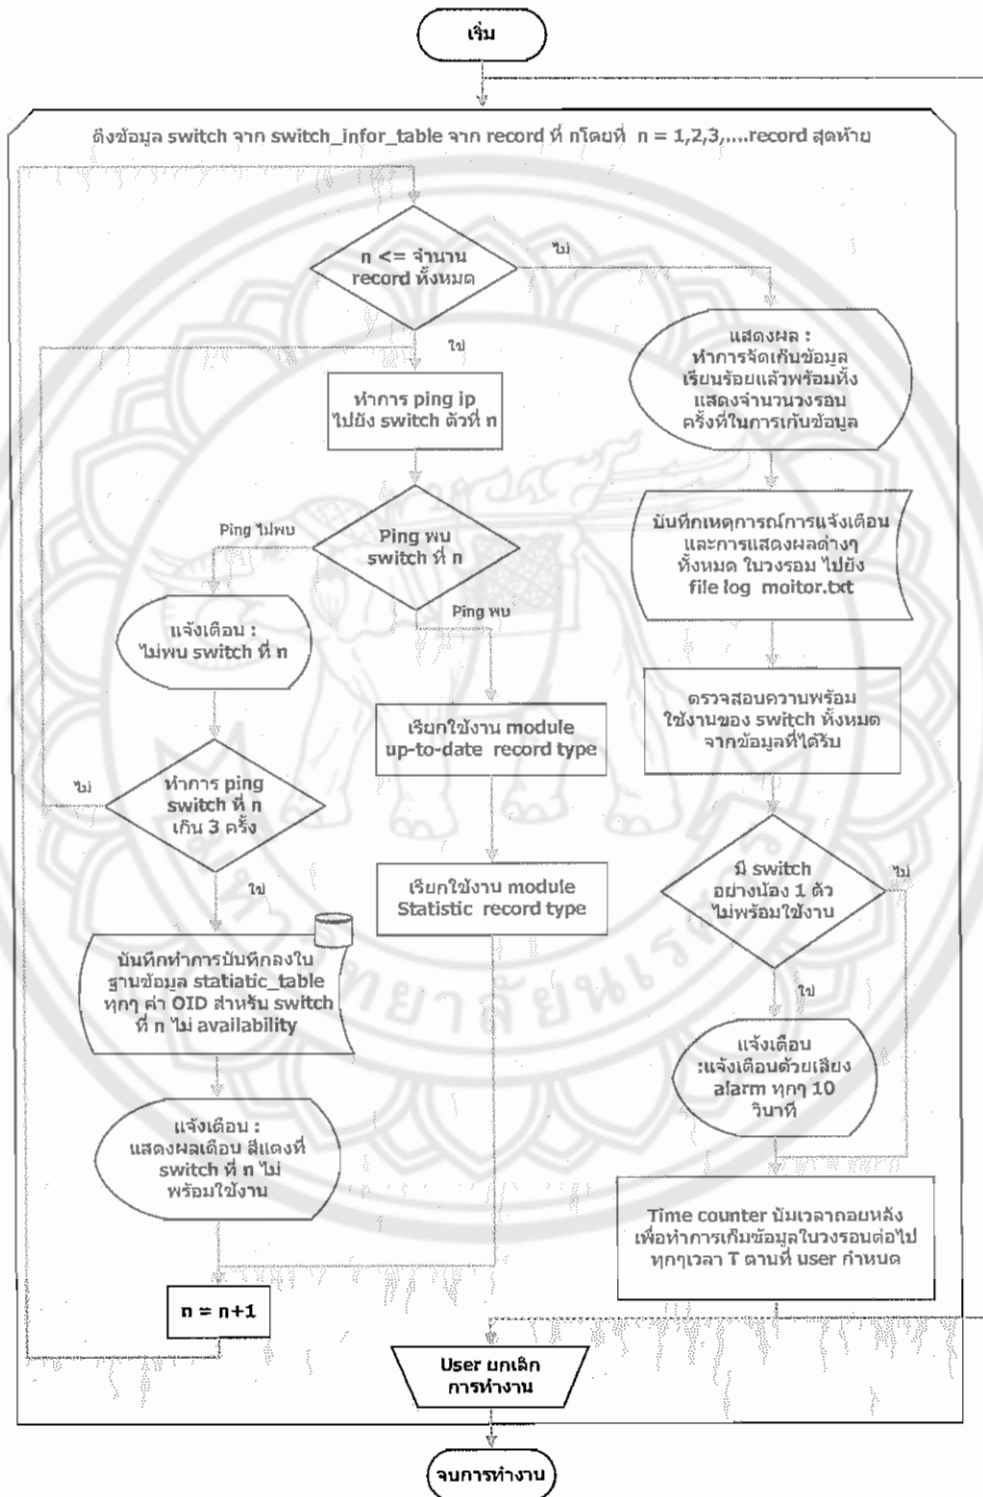 เริ่ม
ดึงข้อมูล switch จาก switch_infor_table จาก record ที่ nโดยที่ n = 1,2,3,....record สุดท้าย
n <= จำนวน
record ทั้งหมด
ไม่
ใช่
แสดงผล :
ทำการจัดเก็บข้อมูล
เรียบร้อยแล้วพร้อมทั้ง
แสดงจำนวนวงรอบ
ครั้งที่ในการเก็บข้อมูล
ทำการ ping ip
ไปยัง switch ตัวที่ n
Ping ไม่พบ
Ping พบ
switch ที่ n
Ping พบ
บันทึกเหตุการณ์การแจ้งเตือน
และการแสดงผลต่างๆ
ทั้งหมด ในวงรอบ ไปยัง
file log moitor.txt
แจ้งเตือน :
ไม่พบ switch ที่ n
เรียกใช้งาน module
up-to-date record type
ตรวจสอบความพร้อม
ใช้งานของ switch ทั้งหมด
จากข้อมูลที่ได้รับ
ไม่
ทำการ ping
switch ที่ n
เกิน 3 ครั้ง
ใช่
เรียกใช้งาน module
Statistic record type
มี switch
อย่างน้อง 1 ตัว
ไม่พร้อมใช้งาน
ไม่
ใช่
บันทึกทำการบันทึกลงใน
ฐานข้อมูล statiatic_table
ทุกๆ ค่า OID สำหรับ switch
ที่ n ไม่ availability
แจ้งเตือน
:แจ้งเตือนด้วยเสียง
alarm ทุกๆ 10
วินาที
แจ้งเตือน :
แสดงผลเตือน สีแดงที่
switch ที่ n ไม่
พร้อมใช้งาน
Time counter นับเวลาถอยหลัง
เพื่อทำการเก็บข้อมูลในวงรอบต่อไป
ทุกๆเวลา T ตามที่ user กำหนด
n = n+1
User ยกเลิก
การทำงาน
จบการทำงาน
มหาวิทยาลัยนเรศวร